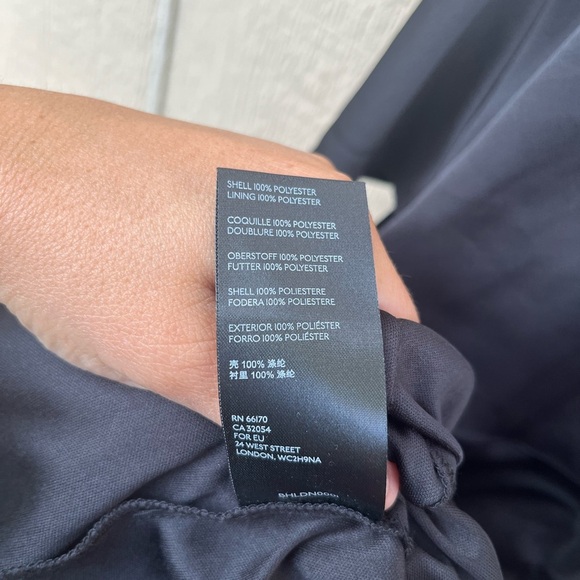 SHELL 100% POLYESTER
LINING 100% POLYESTER
COQUILLE 100% POLYESTER
DOUBLURE 100% POLYESTER
OBERSTOFF 100% POLYESTER
FUTTER 100% POLYESTER
SHELL 100% POLIESTERE
FODERA 100% POLIESTERE
EXTERIOR 100% POLIÉSTER
FORRO 100% POLIÉSTER
壳 100% 涤纶
衬里 100% 涤纶
RN 66170
CA 32054
FOR EU
24 WEST STREET
LONDON, WC2H9NA